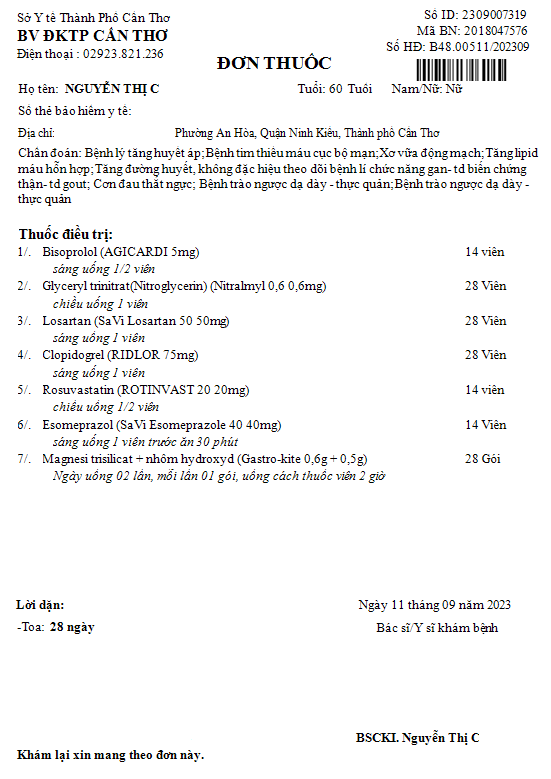 Sở Y tế Thành Phố Cần Thơ
BV ĐKTP CẦN THƠ
Điện thoại : 02923.821.236
Số ID: 2309007319
Mã BN: 2018047576
Số HĐ: B48.00511/202309
ĐƠN THUỐC
Họ tên: NGUYỄN THỊ C Tuổi: 60 Tuổi Nam/Nữ: Nữ
Số thẻ bảo hiểm y tế:
Địa chỉ: Phường An Hòa, Quận Ninh Kiều, Thành phố Cần Thơ
Chẩn đoán: Bệnh lý tăng huyết áp;Bệnh tim thiếu máu cục bộ mạn;Xơ vữa động mạch;Tăng lipid
máu hỗn hợp;Tăng đường huyết, không đặc hiệu theo dõi bệnh lí chức năng gan- td biến chứng
thận- td gout; Cơn đau thắt ngực; Bệnh trào ngược dạ dày - thực quản;Bệnh trào ngược dạ dày -
thực quản
Thuốc điều trị:
1/. Bisoprolol (AGICARDI 5mg) 14 viên
sáng uống 1/2 viên
2/. Glyceryl trinitrat(Nitroglycerin) (Nitralmyl 0,6 0,6mg) 28 Viên
chiều uống 1 viên
3/. Losartan (SaVi Losartan 50 50mg) 28 Viên
sáng uống 1 viên
4/. Clopidogrel (RIDLOR 75mg) 28 Viên
sáng uống 1 viên
5/. Rosuvastatin (ROTINVAST 20 20mg) 14 viên
chiều uống 1/2 viên
6/. Esomeprazol (SaVi Esomeprazole 40 40mg) 14 Viên
sáng uống 1 viên trước ăn 30 phút
7/. Magnesi trisilicat + nhôm hydroxyd (Gastro-kite 0,6g + 0,5g) 28 Gói
Ngày uống 02 lần, mỗi lần 01 gói, uống cách thuốc viên 2 giờ
Lời dặn:
-Toa: 28 ngày
Ngày 11 tháng 09 năm 2023
Bác sĩ/Y sĩ khám bệnh
BSCKI. Nguyễn Thị C
Khám lại xin mang theo đơn này.